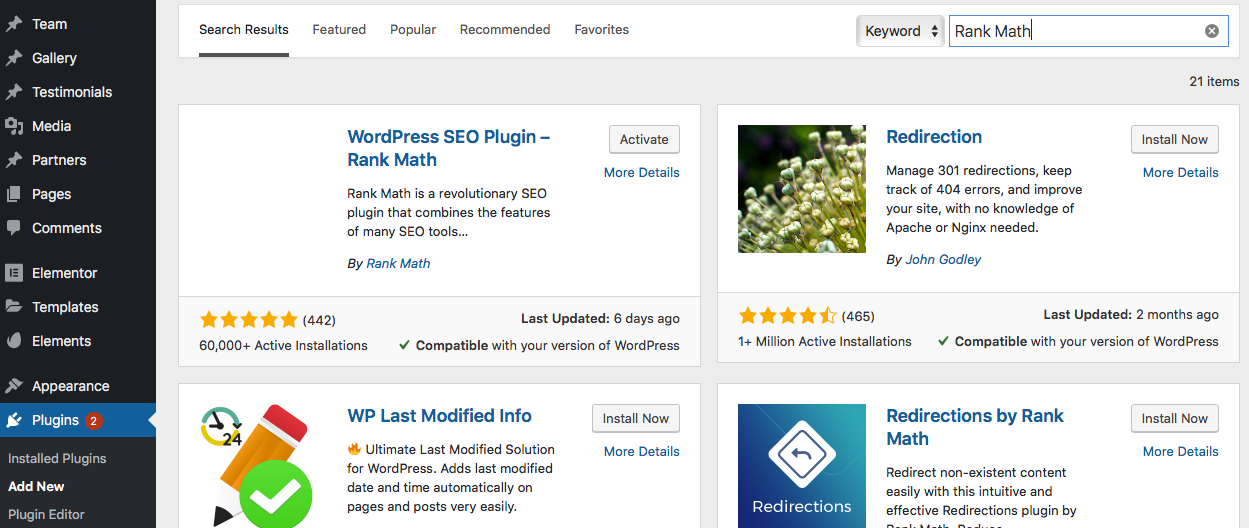 Team
Gallery
Testimonials
Media
Partners
Pages
Comments
Elementor
Templates
Elements
Appearance
Plugins 2
Installed Plugins
Add New
Plugin Editor
Search Results Featured Popular Recommended Favorites Keyword Rank Math
21 items
WordPress SEO Plugin –
Rank Math
Activate
More Details
Rank Math is a revolutionary SEO
plugin that combines the features
of many SEO tools...
By Rank Math
(442)
Last Updated: 6 days ago
60,000+ Active Installations
Compatible with your version of WordPress
Redirection
Install Now
More Details
Manage 301 redirections, keep
track of 404 errors, and improve
your site, with no knowledge of
Apache or Nginx needed.
By John Godley
(465)
Last Updated: 2 months ago
1+ Million Active Installations
Compatible with your version of WordPress
24
WP Last Modified Info
Install Now
More Details
Ultimate Last Modified Solution
for WordPress. Adds last modified
date and time automatically on
pages and posts very easily.
Redirections
Redirections by Rank
Math
Install Now
More Details
Redirect non-existent content
easily with this intuitive and
effective Redirections plugin by
Rank Math. Reduce